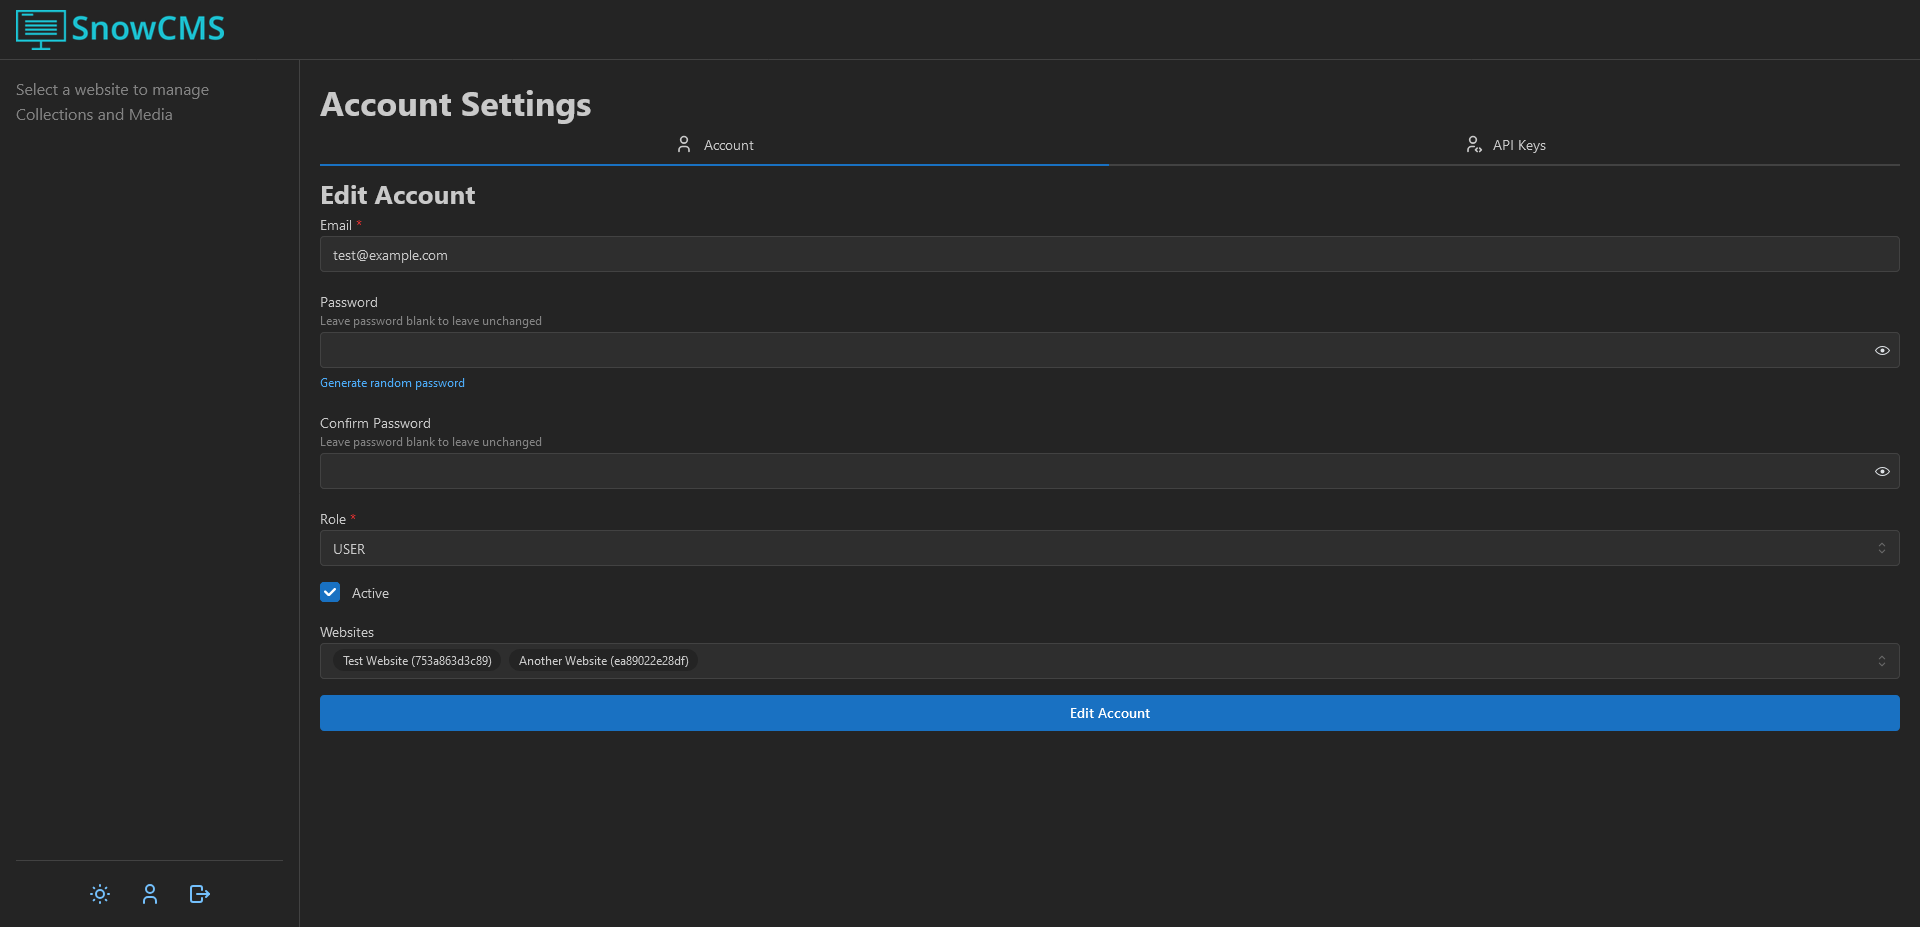 SnowCMS
Select a website to manage
Collections and Media
Account Settings
Account
API Keys
Edit Account
Email *
test@example.com
Password
Leave password blank to leave unchanged
Generate random password
Confirm Password
Leave password blank to leave unchanged
Role *
USER
Active
Websites
Test Website (753a863d3c89)
Another Website (ea89022e28df)
Edit Account